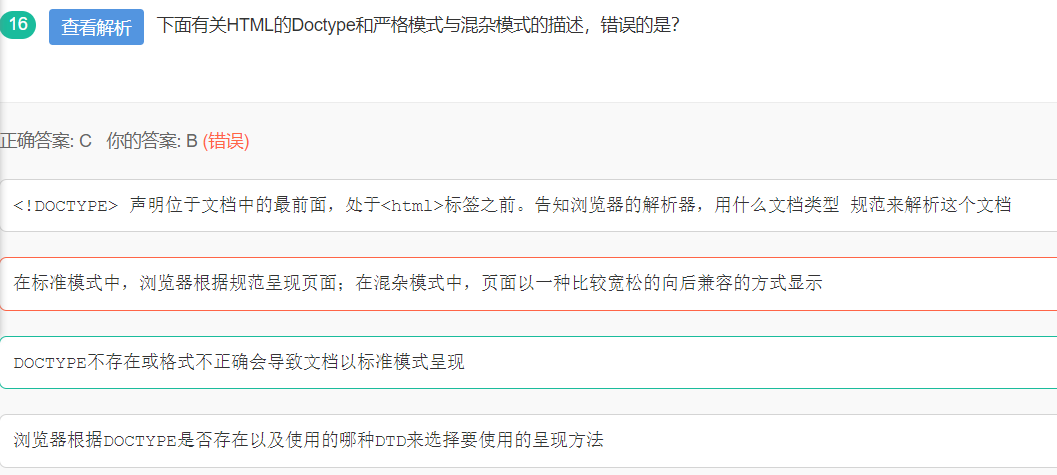 16 查看解析 下面有关HTML的Doctype和严格模式与混杂模式的描述，错误的是？
正确答案: C 你的答案: B (错误)
<!DOCTYPE> 声明位于文档中的最前面，处于<html>标签之前。告知浏览器的解析器，用什么文档类型 规范来解析这个文档
在标准模式中，浏览器根据规范呈现页面；在混杂模式中，页面以一种比较宽松的向后兼容的方式显示
DOCTYPE不存在或格式不正确会导致文档以标准模式呈现
浏览器根据DOCTYPE是否存在以及使用的哪种DTD来选择要使用的呈现方法